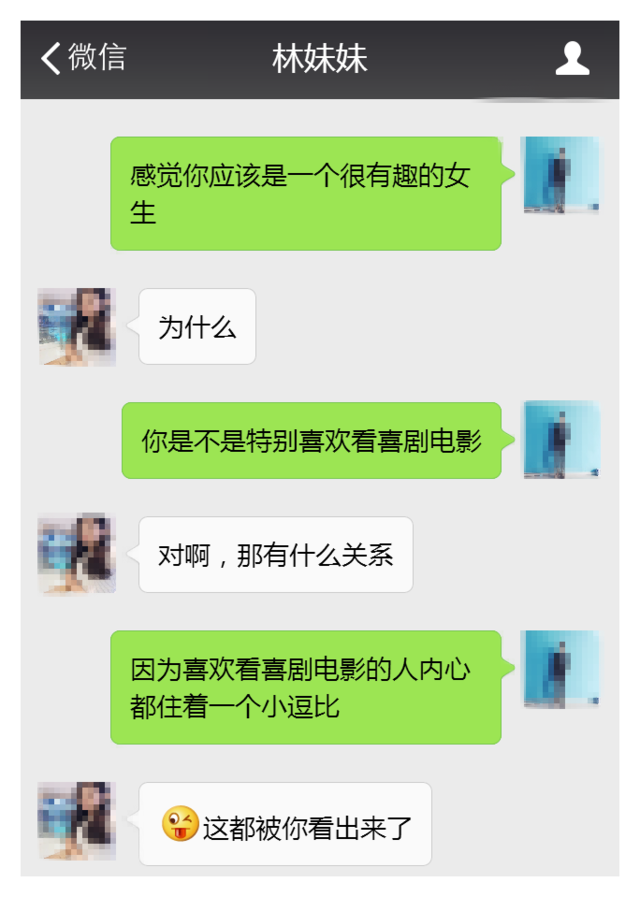 微信
林妹妹
感觉你应该是一个很有趣的女
生
为什么
你是不是特别喜欢看喜剧电影
对啊，那有什么关系
因为喜欢看喜剧电影的人内心
都住着一个小逗比
😜这都被你看出来了